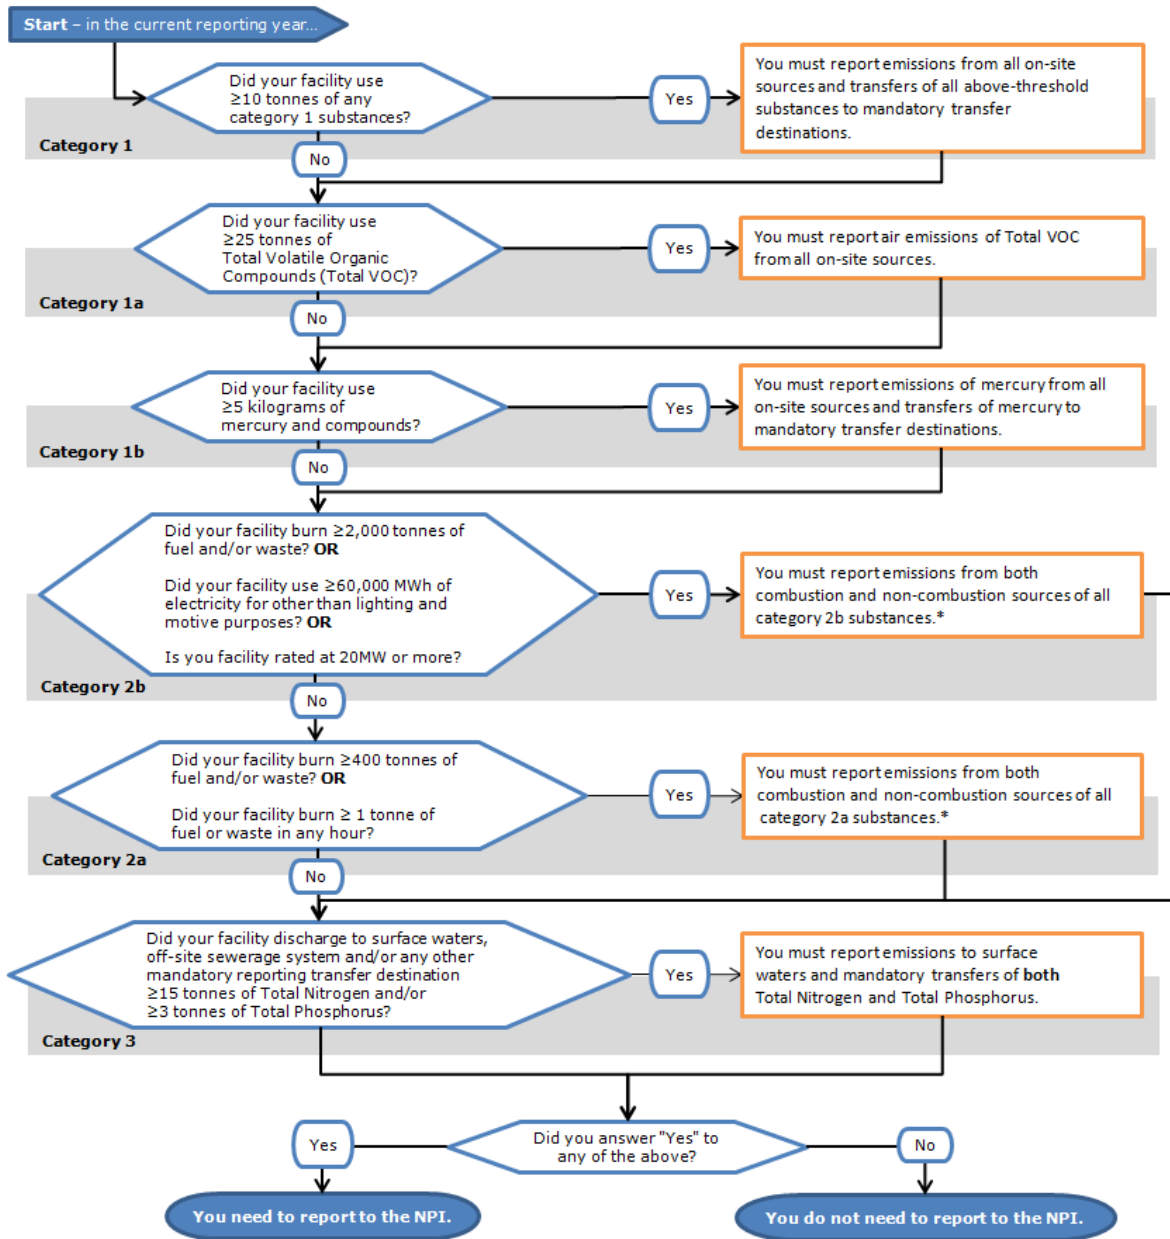 Start – in the current reporting year...
Did your facility use
≥10 tonnes of any
category 1 substances?
Yes
You must report emissions from all on-site
sources and transfers of all above-threshold
substances to mandatory transfer
destinations.
Category 1
No
Did your facility use
≥25 tonnes of
Total Volatile Organic
Compounds (Total VOC)?
Yes
You must report air emissions of Total VOC
from all on-site sources.
Category 1a
No
Did your facility use
≥5 kilograms of
mercury and compounds?
Yes
You must report emissions of mercury from all
on-site sources and transfers of mercury to
mandatory transfer destinations.
Category 1b
No
Did your facility burn ≥2,000 tonnes of
fuel and/or waste? OR
Did your facility use ≥60,000 MWh of
electricity for other than lighting and
motive purposes? OR
Is you facility rated at 20MW or more?
Yes
You must report emissions from both
combustion and non-combustion sources of all
category 2b substances.*
Category 2b
No
Did your facility burn ≥400 tonnes of
fuel and/or waste? OR
Did your facility burn ≥ 1 tonne of
fuel or waste in any hour?
Yes
You must report emissions from both
combustion and non-combustion sources of all
category 2a substances.*
Category 2a
No
Did your facility discharge to surface waters,
off-site sewerage system and/or any other
mandatory reporting transfer destination
≥15 tonnes of Total Nitrogen and/or
≥3 tonnes of Total Phosphorus?
Yes
You must report emissions to surface
waters and mandatory transfers of both
Total Nitrogen and Total Phosphorus.
Category 3
Did you answer "Yes" to
any of the above?
Yes
No
You need to report to the NPI.
You do not need to report to the NPI.